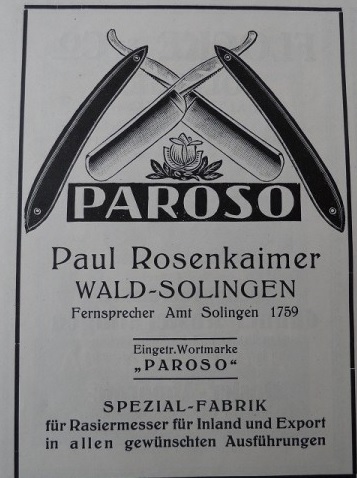 PAROSO
Paul Rosenkaimer
WALD-SOLINGEN
Fernsprecher Amt Solingen 1759
Eingetr. Wortmarke
„PAROSO“
SPEZIAL-FABRIK
für Rasiermesser für Inland und Export
in allen gewünschten Ausführungen